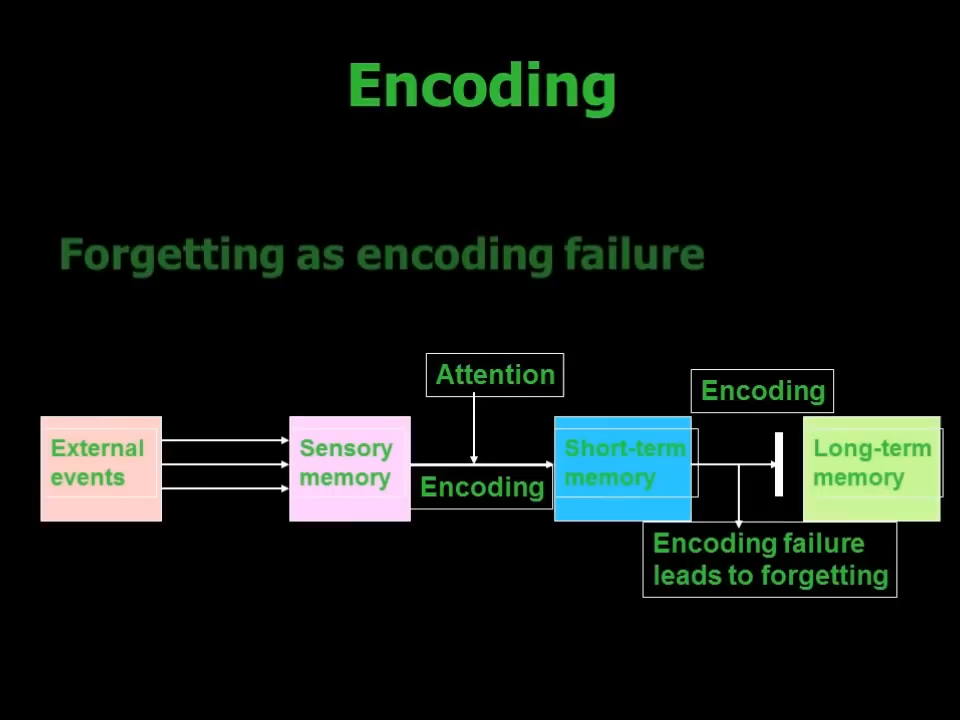 Encoding
Forgetting as encoding failure
Attention
Encoding
External
events
Sensory
memory
Encoding
Short-term
memory
Long-term
memory
Encoding failure
leads to forgetting